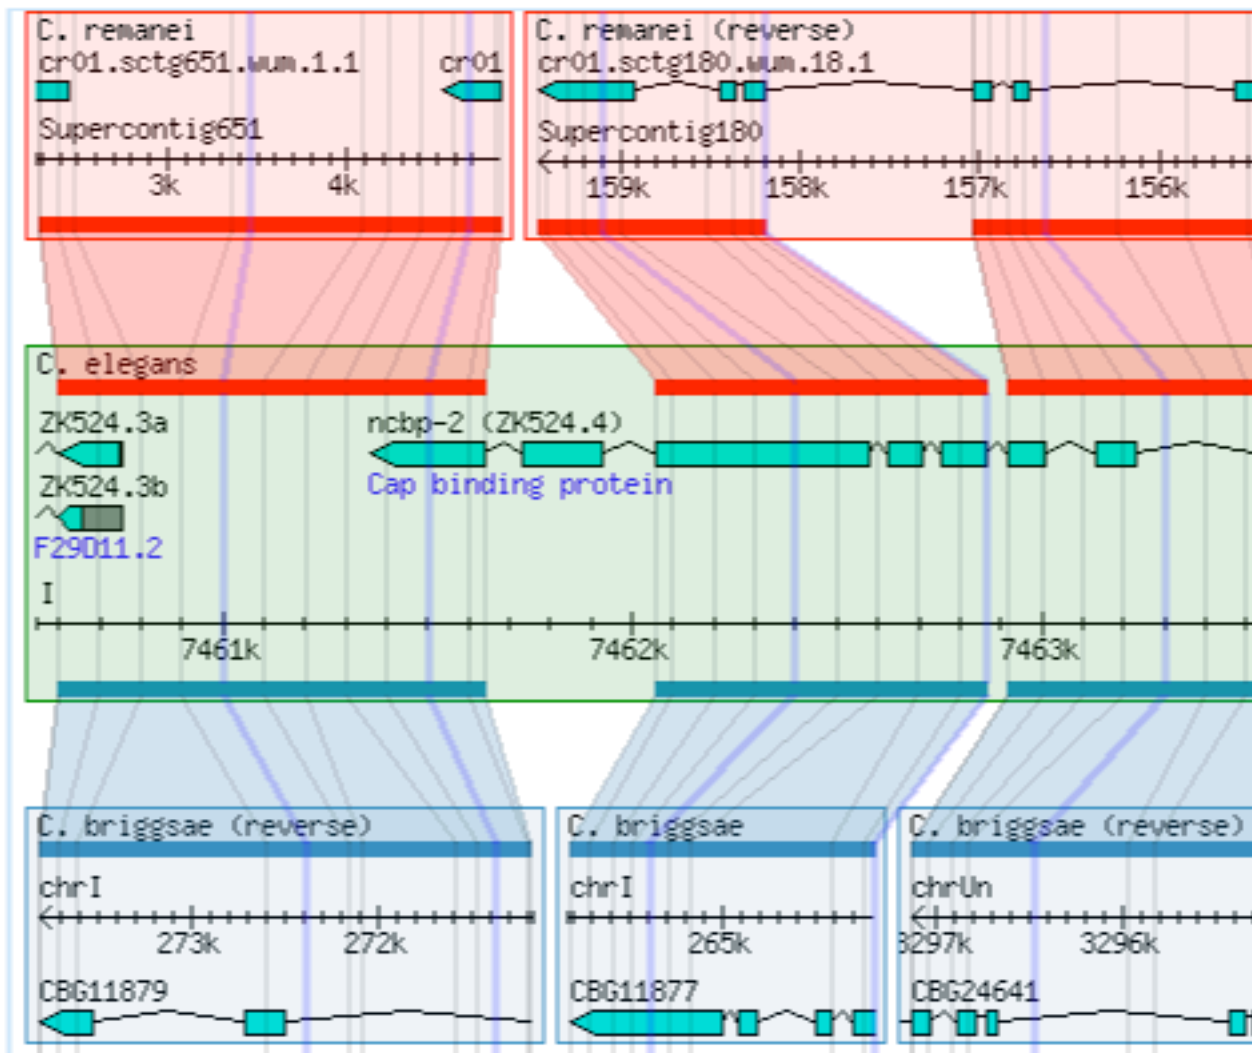 C. remanei
cr01.sctg651.wum.1.1 cr01
Supercontig651
3k 4k
C. remanei (reverse)
cr01.sctg180.wum.18.1
Supercontig180
159k 158k 157k 156k
C. elegans
ZK524.3a
ncbp-2 (ZK524.4)
Cap binding protein
ZK524.3b
F29D11.2
I
7461k 7462k 7463k
C. briggsae (reverse)
chrI
273k 272k
CBG11879
C. briggsae
chrI
265k
CBG11877
C. briggsae (reverse)
chrUn
3297k 3296k
CBG24641